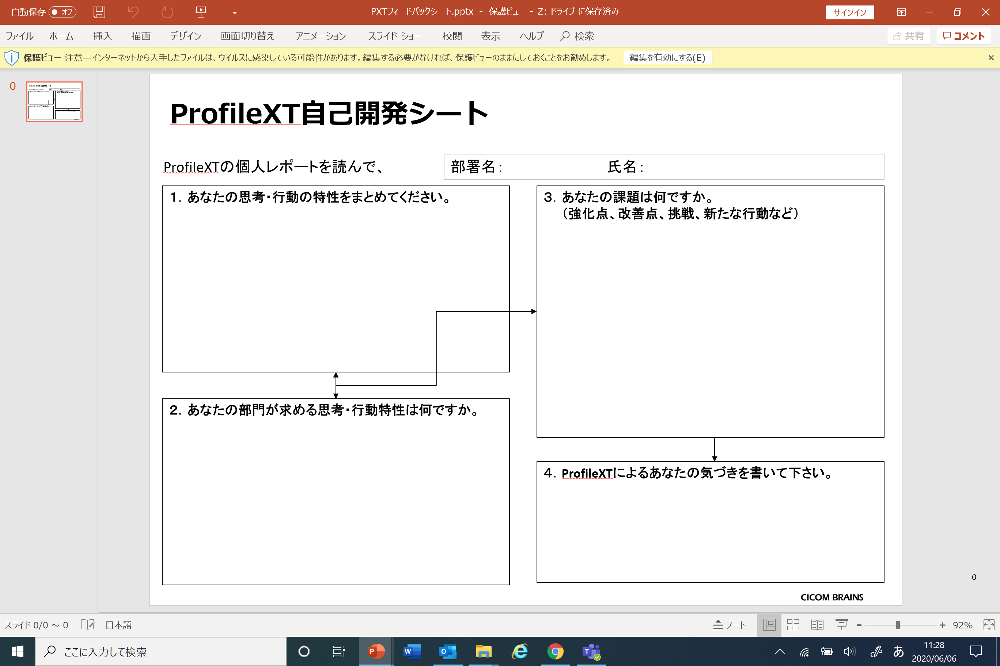 自動保存 オフ
PXTフィードバックシート.pptx - 保護ビュー - Z: ドライブ に保存済み
サインイン
ファイル ホーム 挿入 描画 デザイン 画面切り替え アニメーション スライド ショー 校閲 表示 ヘルプ 検索 共有 コメント
保護ビュー 注意—インターネットから入手したファイルは、ウイルスに感染している可能性があります。編集する必要がなければ、保護ビューのままにしておくことをお勧めします。 編集を有効にする(E)
0
ProfileXT自己開発シート
ProfileXTの個人レポートを読んで、
部署名： 氏名：
１．あなたの思考・行動の特性をまとめてください。
２．あなたの部門が求める思考・行動特性は何ですか。
３．あなたの課題は何ですか。
（強化点、改善点、挑戦、新たな行動など）
４．ProfileXTによるあなたの気づきを書いて下さい。
0
CICOM BRAINS
スライド 0/0 ～ 0 日本語 ノート 92%
ここに入力して検索
あ
11:28
2020/06/06